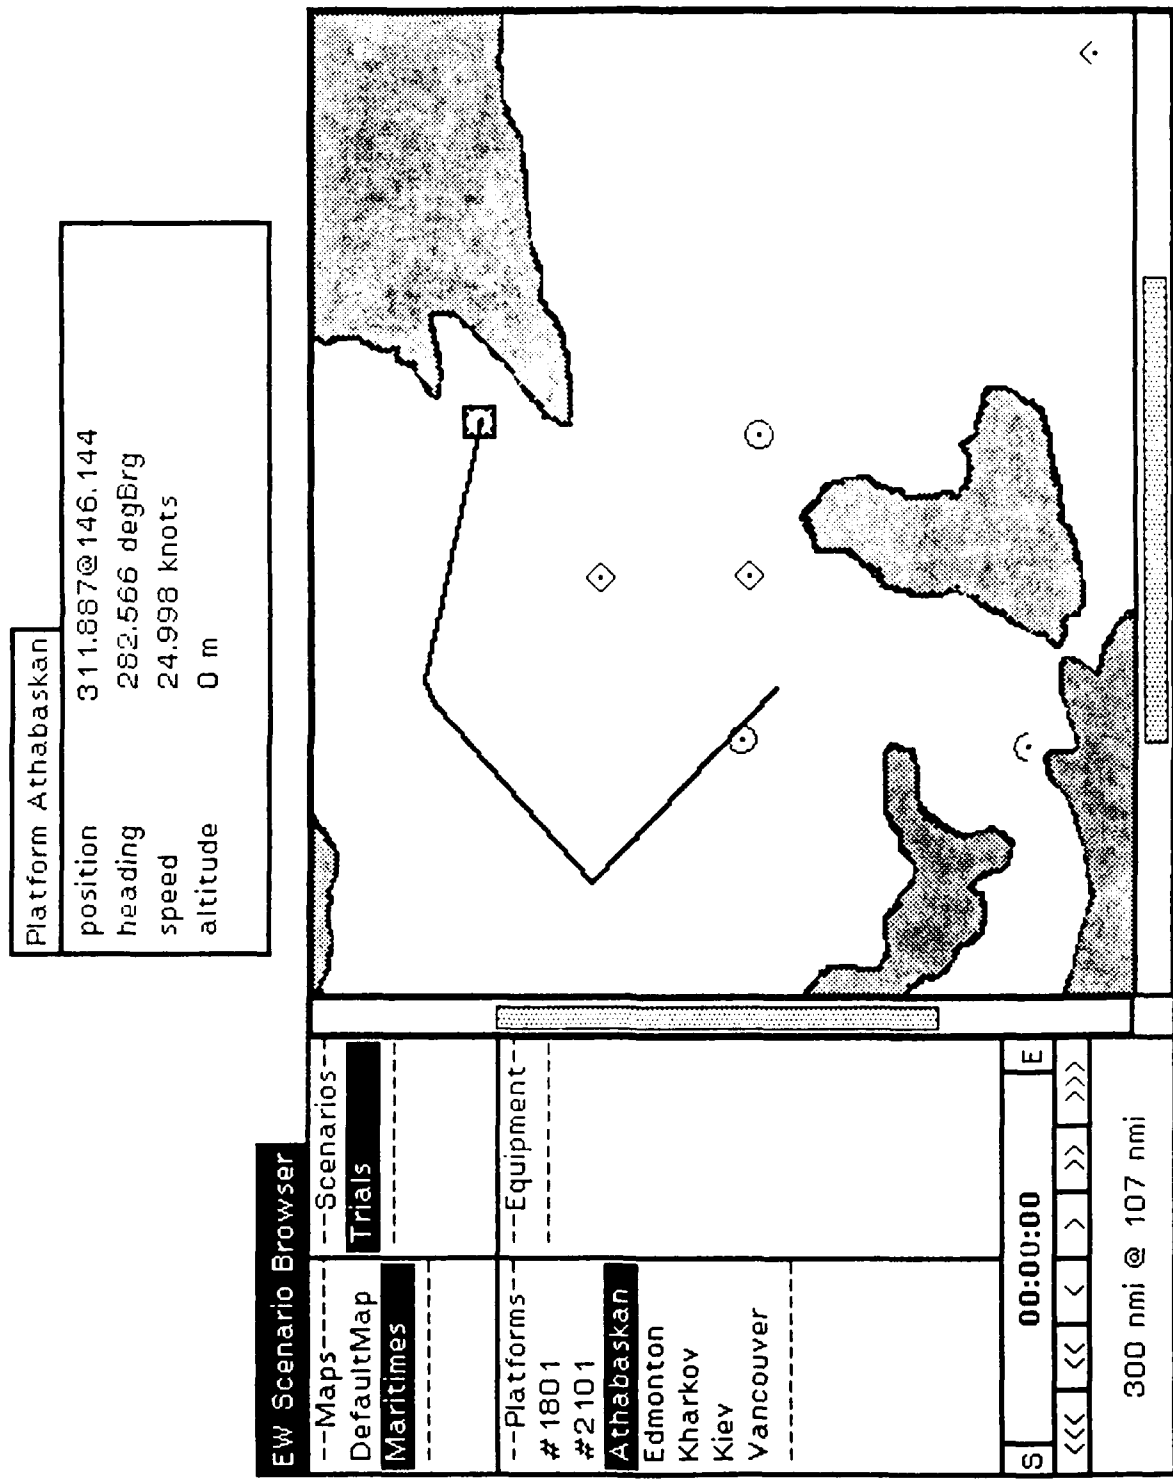 Platform Athabaskan
position 311.887@146.144
heading 282.566 degBrg
speed 24.998 knots
altitude 0 m
EW Scenario Browser
--Maps-----
DefaultMap
Maritimes
--Scenarios--
Trials
--Platforms--
#1801
#2101
Athabaskan
Edmonton
Kharkov
Kiev
Vancouver
--Equipment--
S 00:00:00 E
<<< << < > >> >>>
300 nmi @ 107 nmi